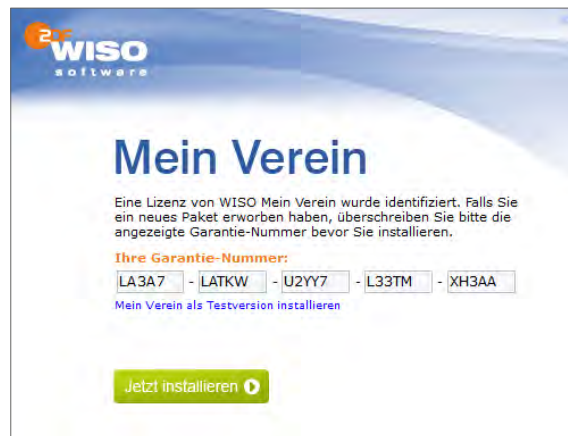 ZDF
WISO
software
Mein Verein
Eine Lizenz von WISO Mein Verein wurde identifiziert. Falls Sie
ein neues Paket erworben haben, überschreiben Sie bitte die
angezeigte Garantie-Nummer bevor Sie installieren.
Ihre Garantie-Nummer:
LA3A7 - LATKW - U2YY7 - L33TM - XH3AA
Mein Verein als Testversion installieren
Jetzt installieren